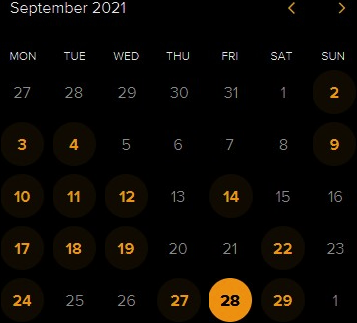 September 2021
MON TUE WED THU FRI SAT SUN
27 28 29 30 31 1 2
3 4 5 6 7 8 9
10 11 12 13 14 15 16
17 18 19 20 21 22 23
24 25 26 27 28 29 1